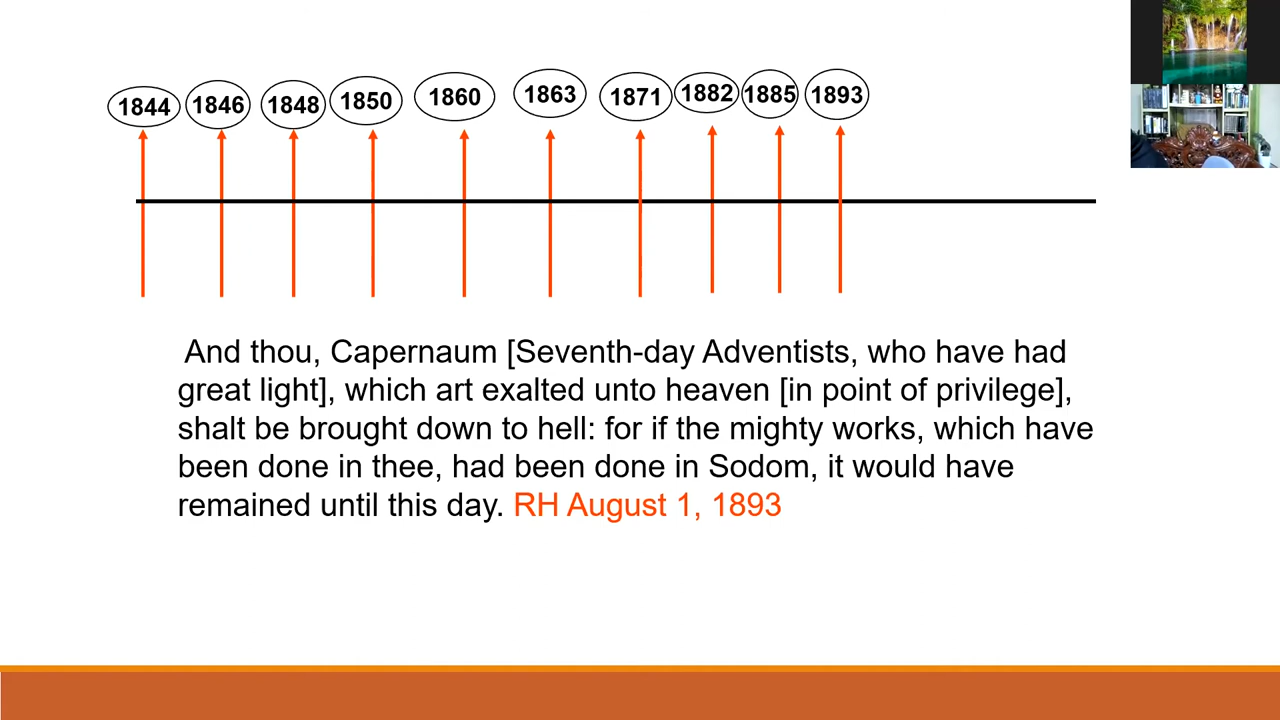 1844 1846 1848 1850 1860 1863 1871 1882 1885 1893
And thou, Capernaum [Seventh-day Adventists, who have had
great light], which art exalted unto heaven [in point of privilege],
shalt be brought down to hell: for if the mighty works, which have
been done in thee, had been done in Sodom, it would have
remained until this day. RH August 1, 1893